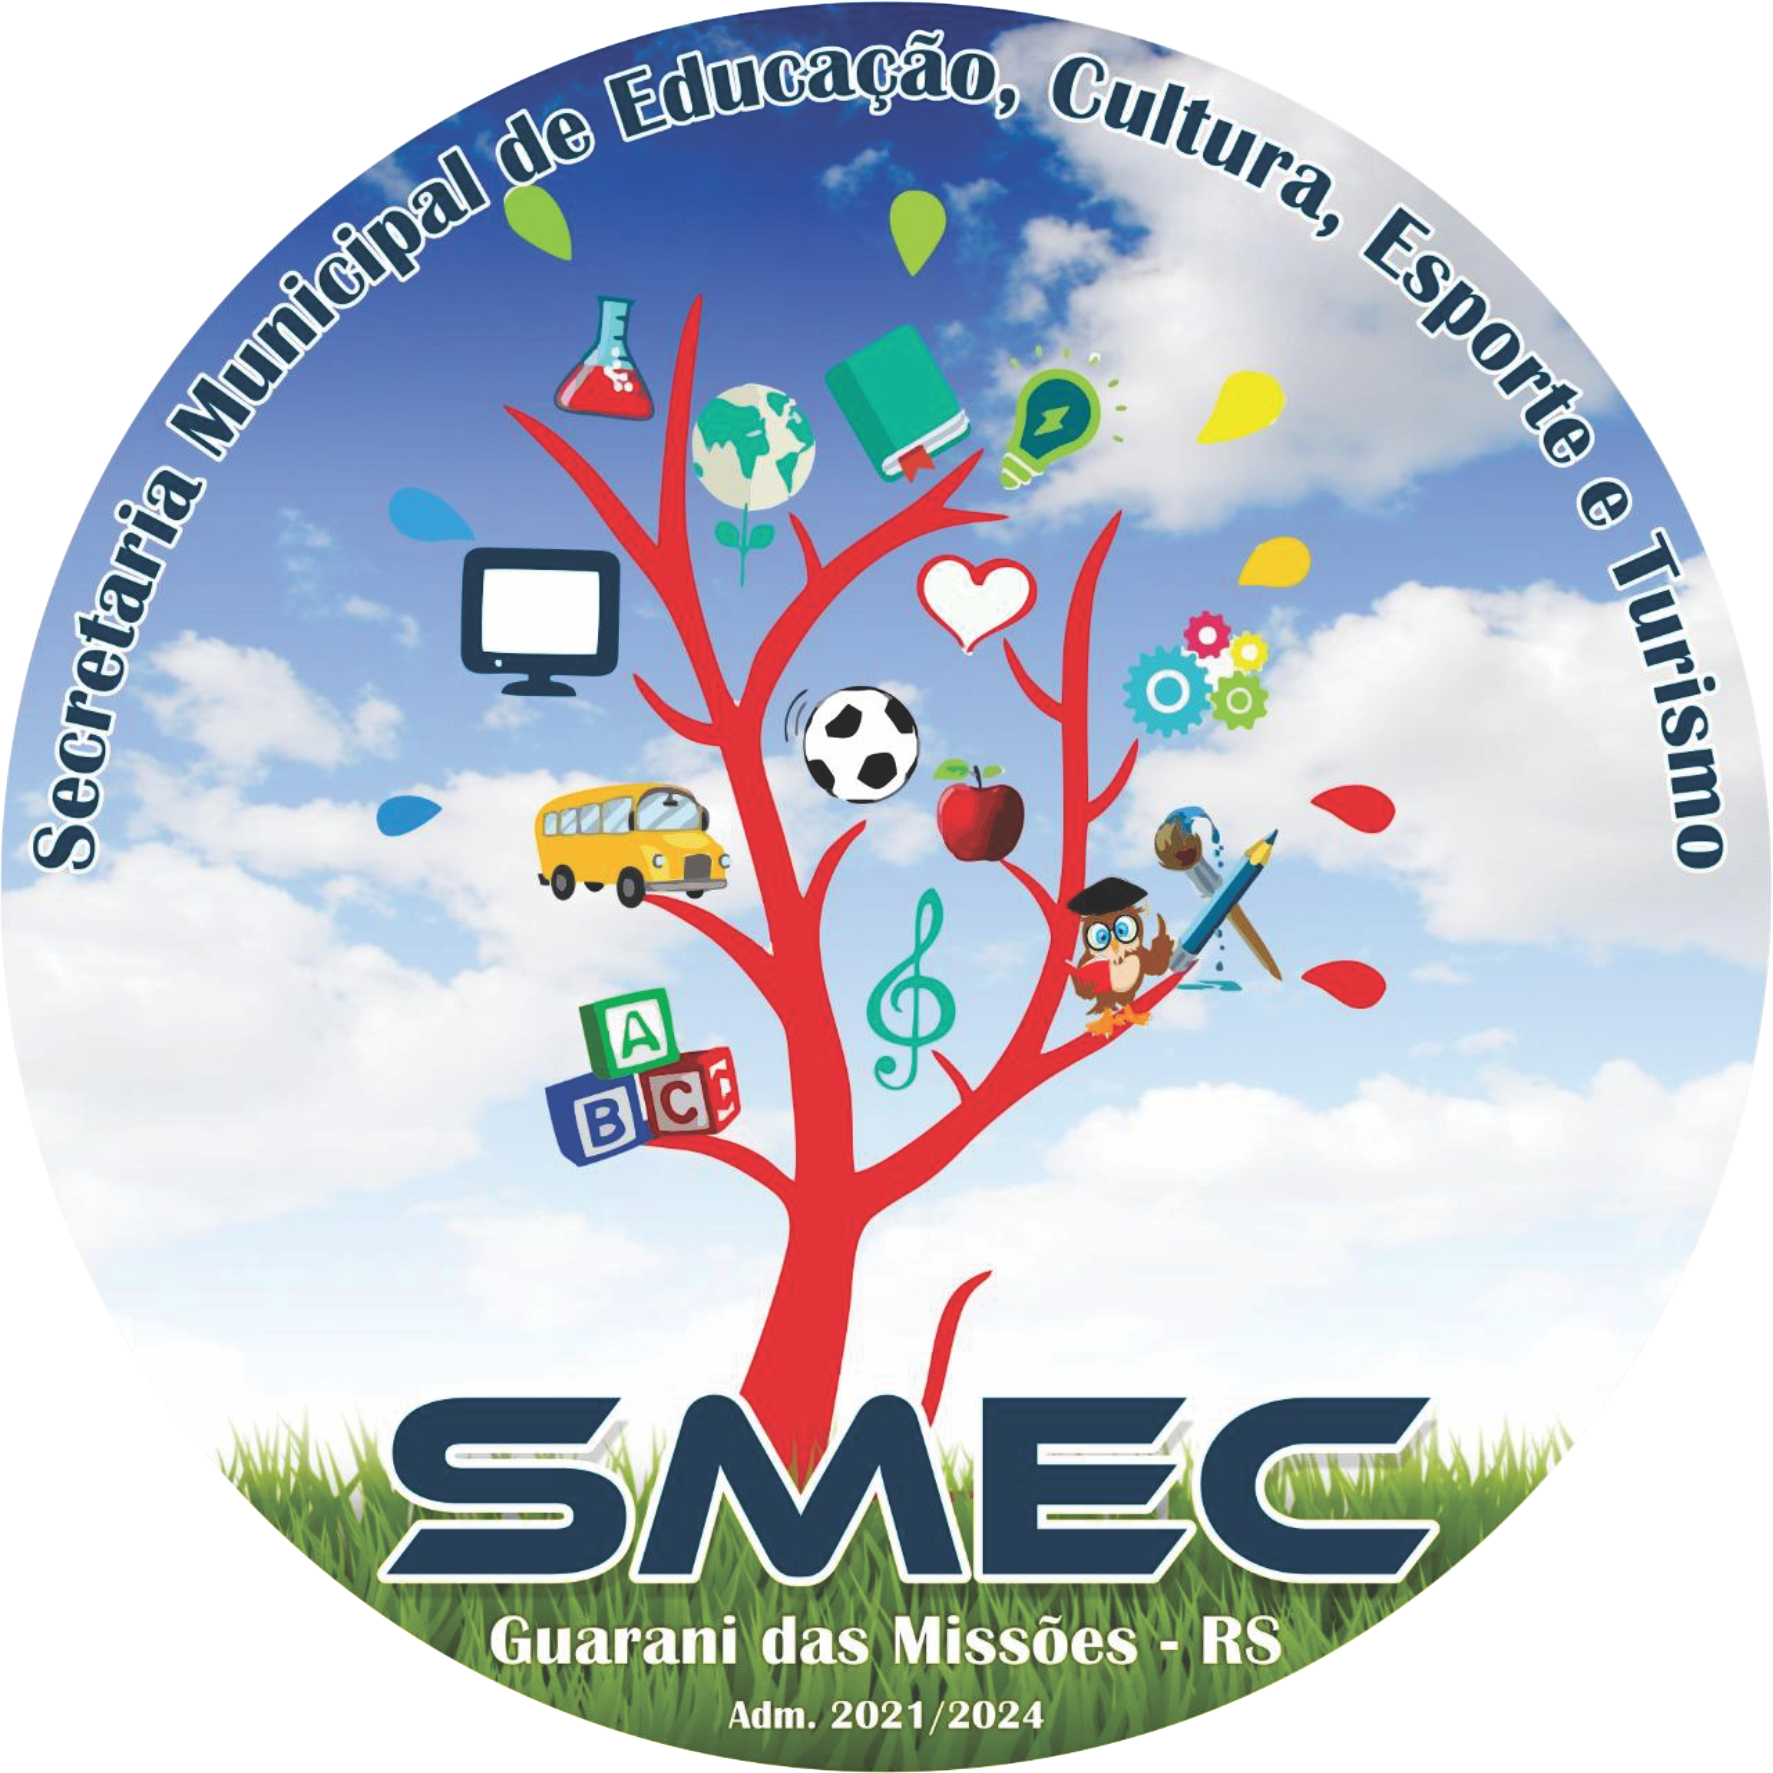 Secretaria Municipal de Educação, Cultura, Esporte e Turismo
A
B C
SMEC
Guarani das Missões - RS
Adm. 2021/2024